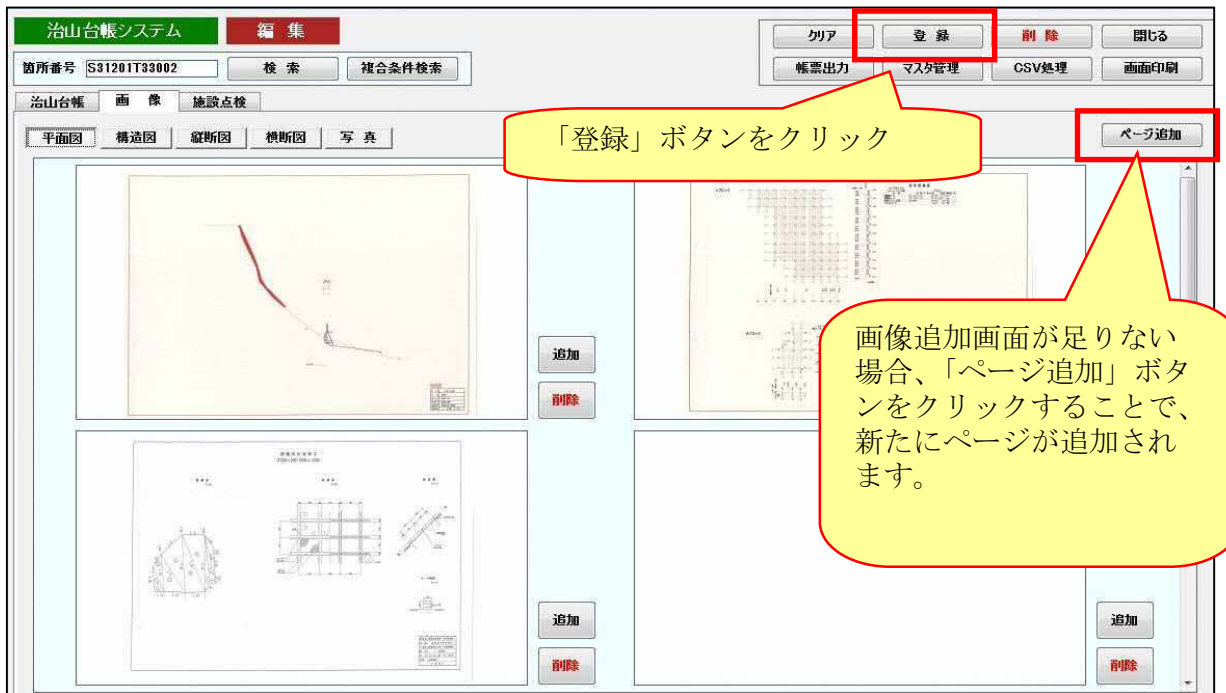 治山台帳システム
編 集
クリア
登 録
削 除
閉じる
箇所番号 S31201T33002
検 索
複合条件検索
帳票出力
マスタ管理
CSV処理
画面印刷
治山台帳
画 像
施設点検
平面図
構造図
縦断図
横断図
写 真
ページ追加
「登録」ボタンをクリック
画像追加画面が足りない
場合、「ページ追加」ボタ
ンをクリックすることで、
新たにページが追加され
ます。
追加
削除
追加
削除
追加
削除